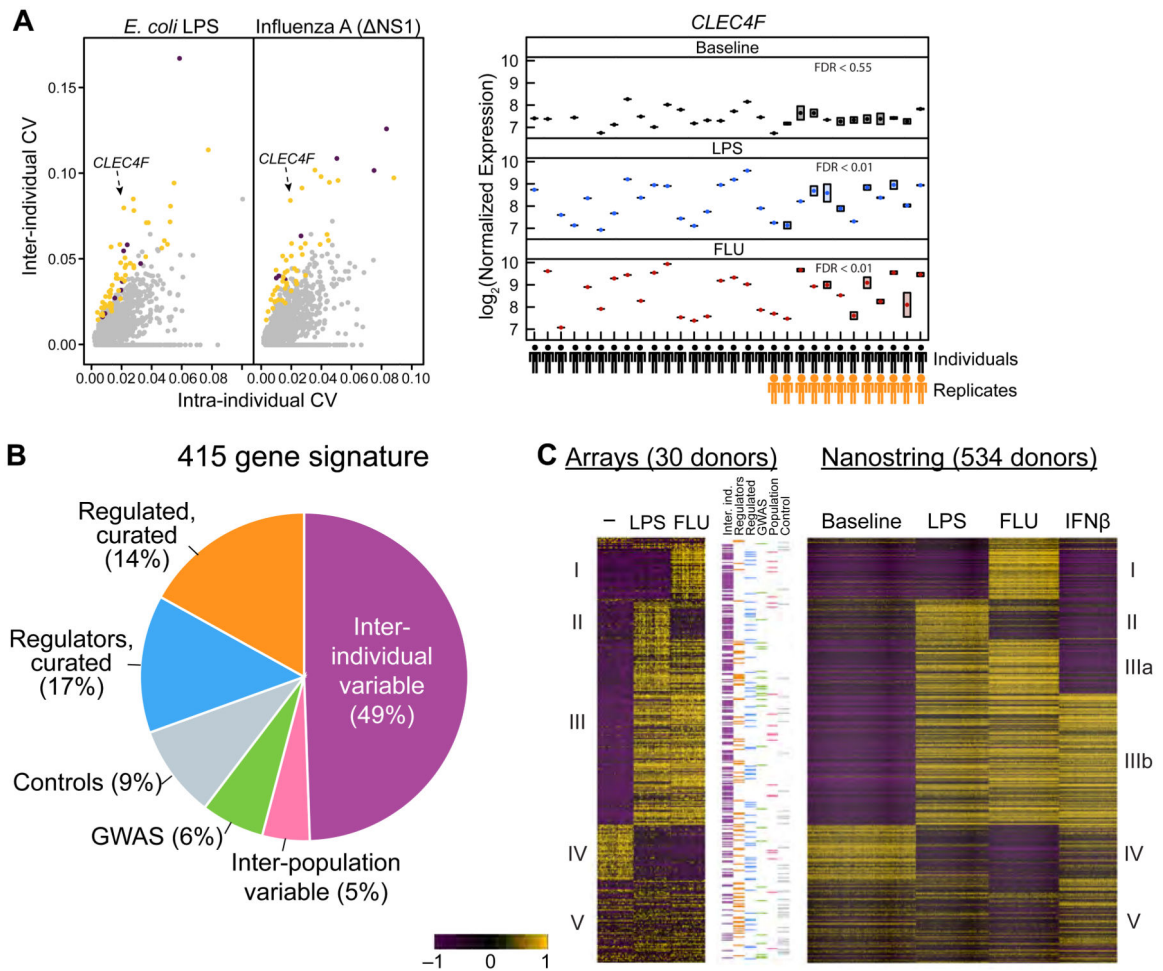 A
E. coli LPS
Influenza A (ΔNS1)
Inter-individual CV
0.15
0.10
0.05
0.00
CLEC4F
CLEC4F
0.00 0.02 0.04 0.06 0.08
0.00 0.02 0.04 0.06 0.08 0.10
Intra-individual CV
CLEC4F
log2(Normalized Expression)
Baseline
FDR < 0.55
10
9
8
7
LPS
FDR < 0.01
10
9
8
7
FLU
FDR < 0.01
10
9
8
7
Individuals
Replicates
B
415 gene signature
Regulated,
curated
(14%)
Regulators,
curated
(17%)
Controls (9%)
GWAS (6%)
Inter-population
variable (5%)
Inter-
individual
variable
(49%)
C
Arrays (30 donors)
– LPS FLU
Inter. ind.
Regulators
Regulated
GWAS
Population
Control
Nanostring (534 donors)
Baseline LPS FLU IFNβ
I
II
III
IV
V
I
II
IIIa
IIIb
IV
V
–1 0 1